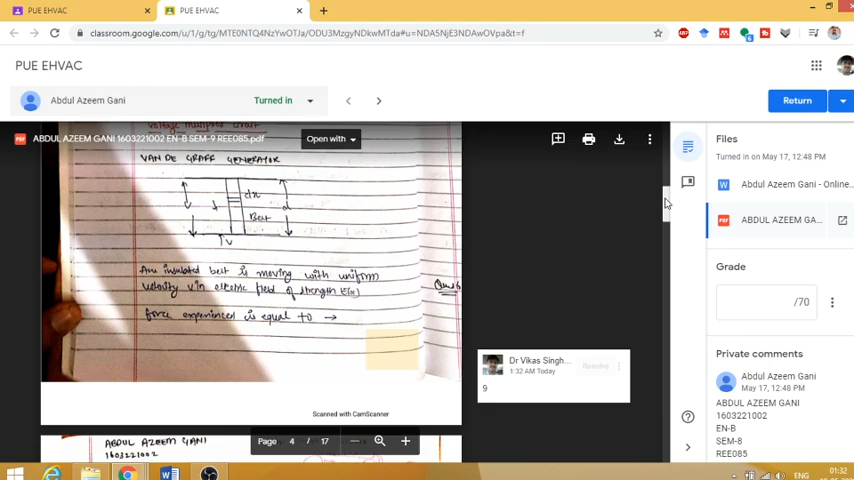 PUE EHVAC
PUE EHVAC
classroom.google.com/u/1/g/tg/MTE0NTQ4NzYwOTJa/ODU3MzgyNDkwMTda#u=NDA5NjE3NDAwOVpa&t=f
PUE EHVAC
Abdul Azeem Gani
Turned in
Return
Voltage
ABDUL AZEEM GANI 1603221002 EN-B SEM-9 REE085.pdf
Open with
VAN DE GRAFF GENERATOR
dx
Belt
d
V
An insulated belt is moving with uniform
velocity v in electric field of strength E(x)
force experienced is equal to →
Scanned with CamScanner
Page 4 / 17
ABDUL AZEEM GANI
1603221002
Dr Vikas Singh...
1:32 AM Today
Resolve
9
Files
Turned in on May 17, 12:48 PM
Abdul Azeem Gani - Online...
ABDUL AZEEM GA...
Grade
/70
Private comments
Abdul Azeem Gani
May 17, 12:48 PM
ABDUL AZEEM GANI
1603221002
EN-B
SEM-8
REE085
ENG
01:32